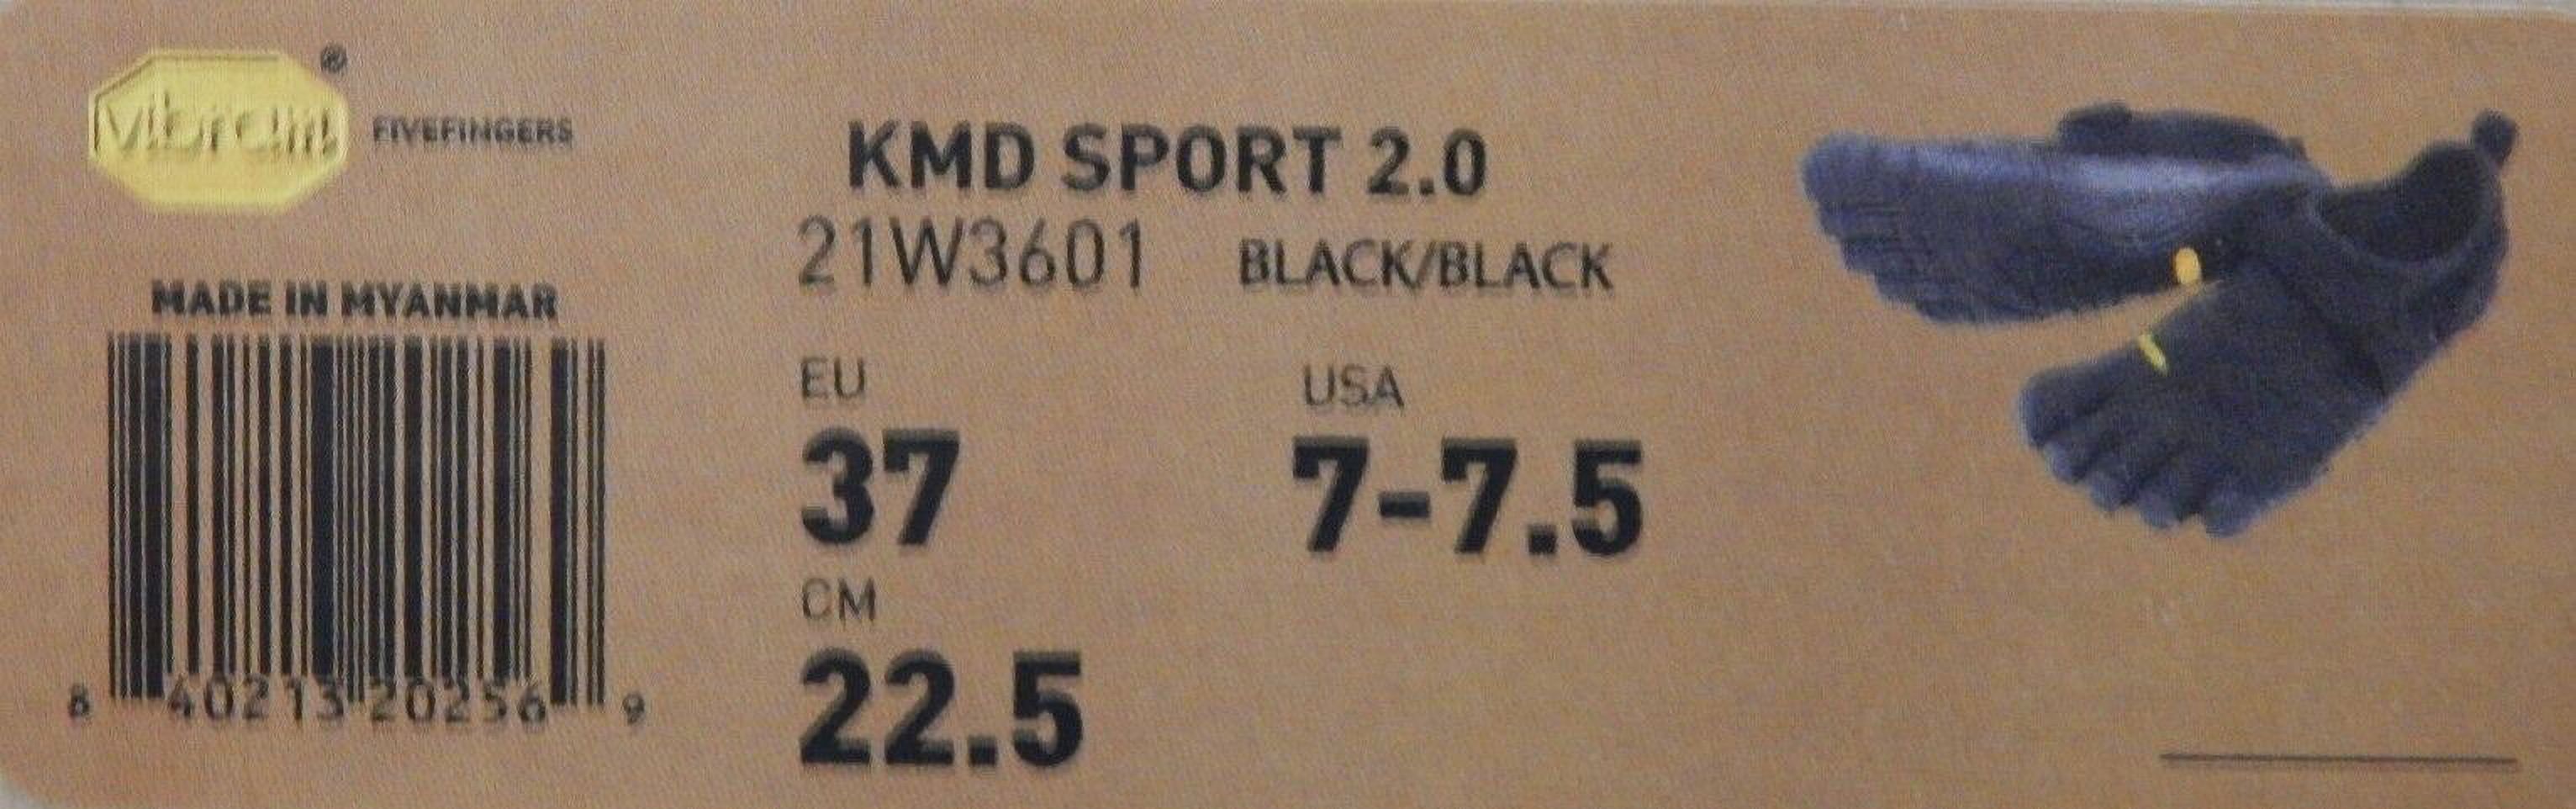 vibram®
FIVEFINGERS
MADE IN MYANMAR
8 40213 20256 9
KMD SPORT 2.0
21W3601 BLACK/BLACK
EU USA
37 7-7.5
CM
22.5